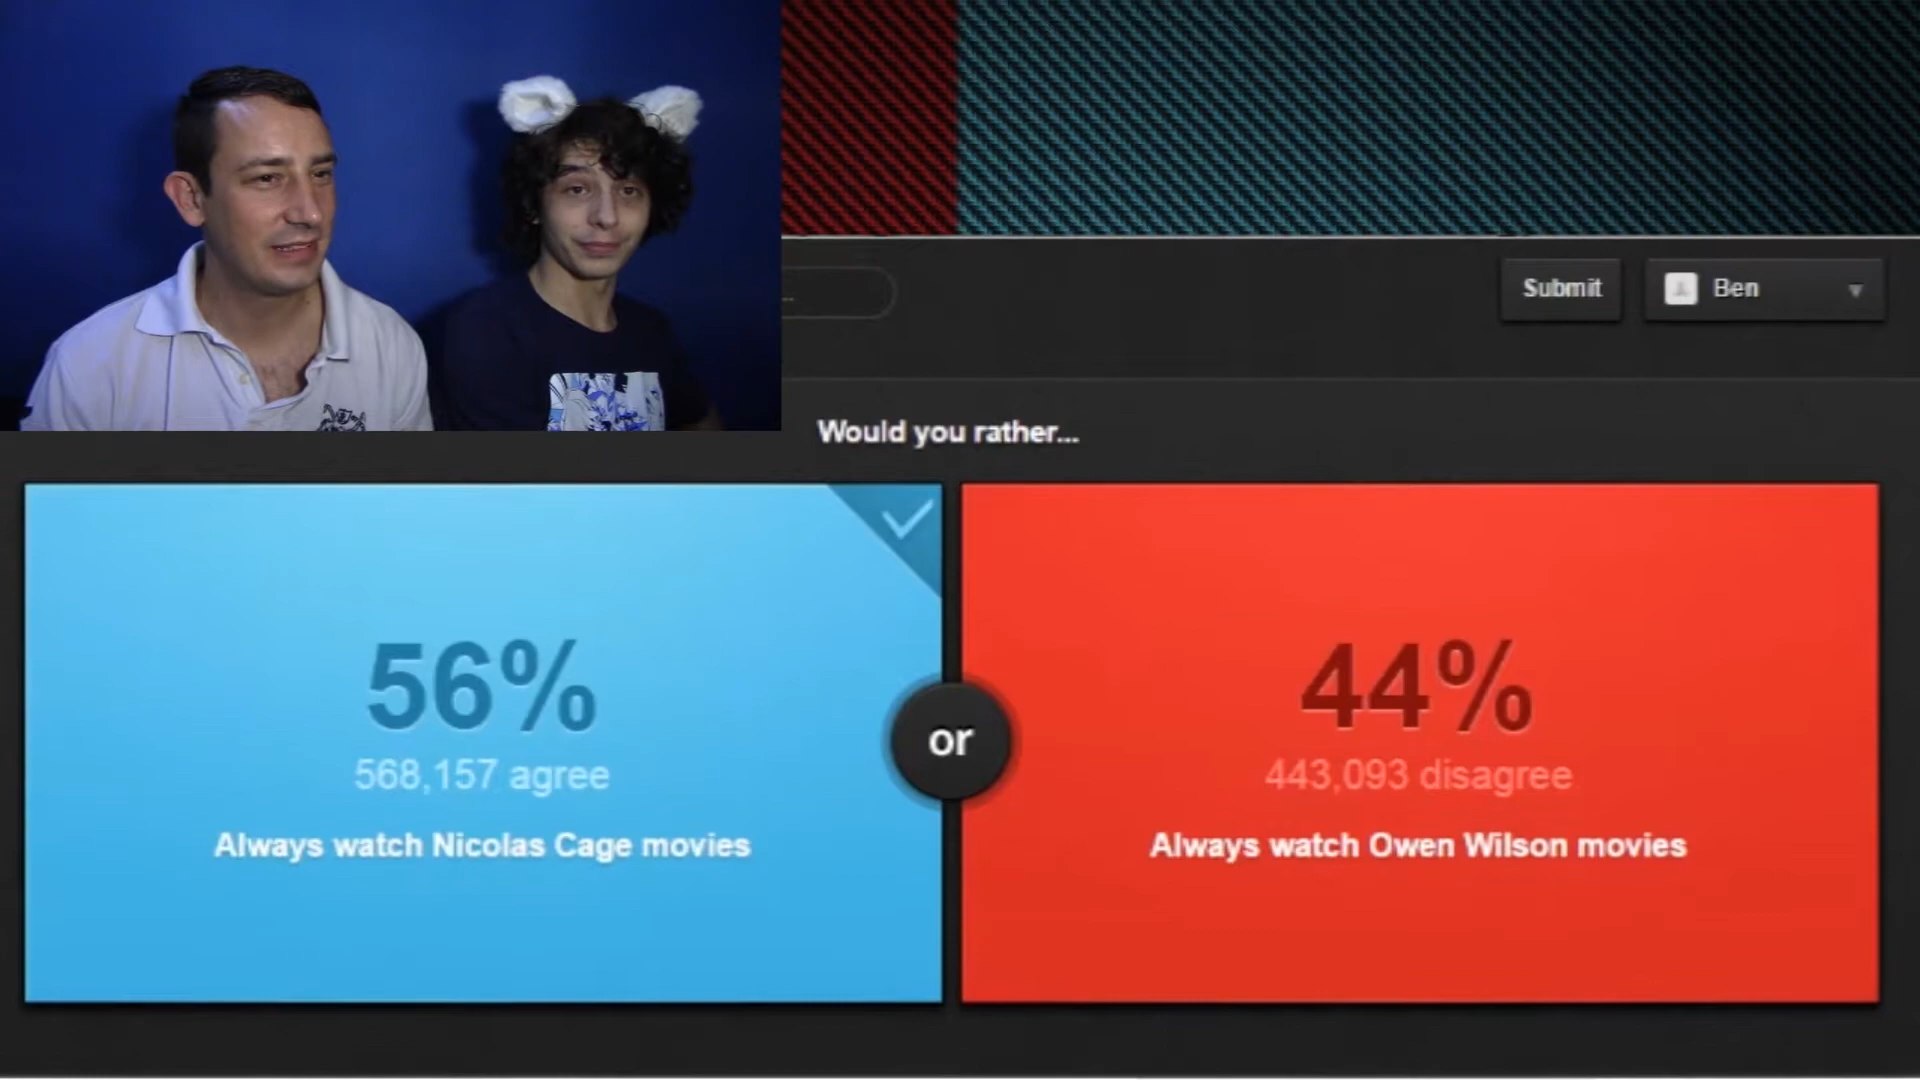 Submit
Ben
Would you rather...
56%
568,157 agree
Always watch Nicolas Cage movies
or
44%
443,093 disagree
Always watch Owen Wilson movies